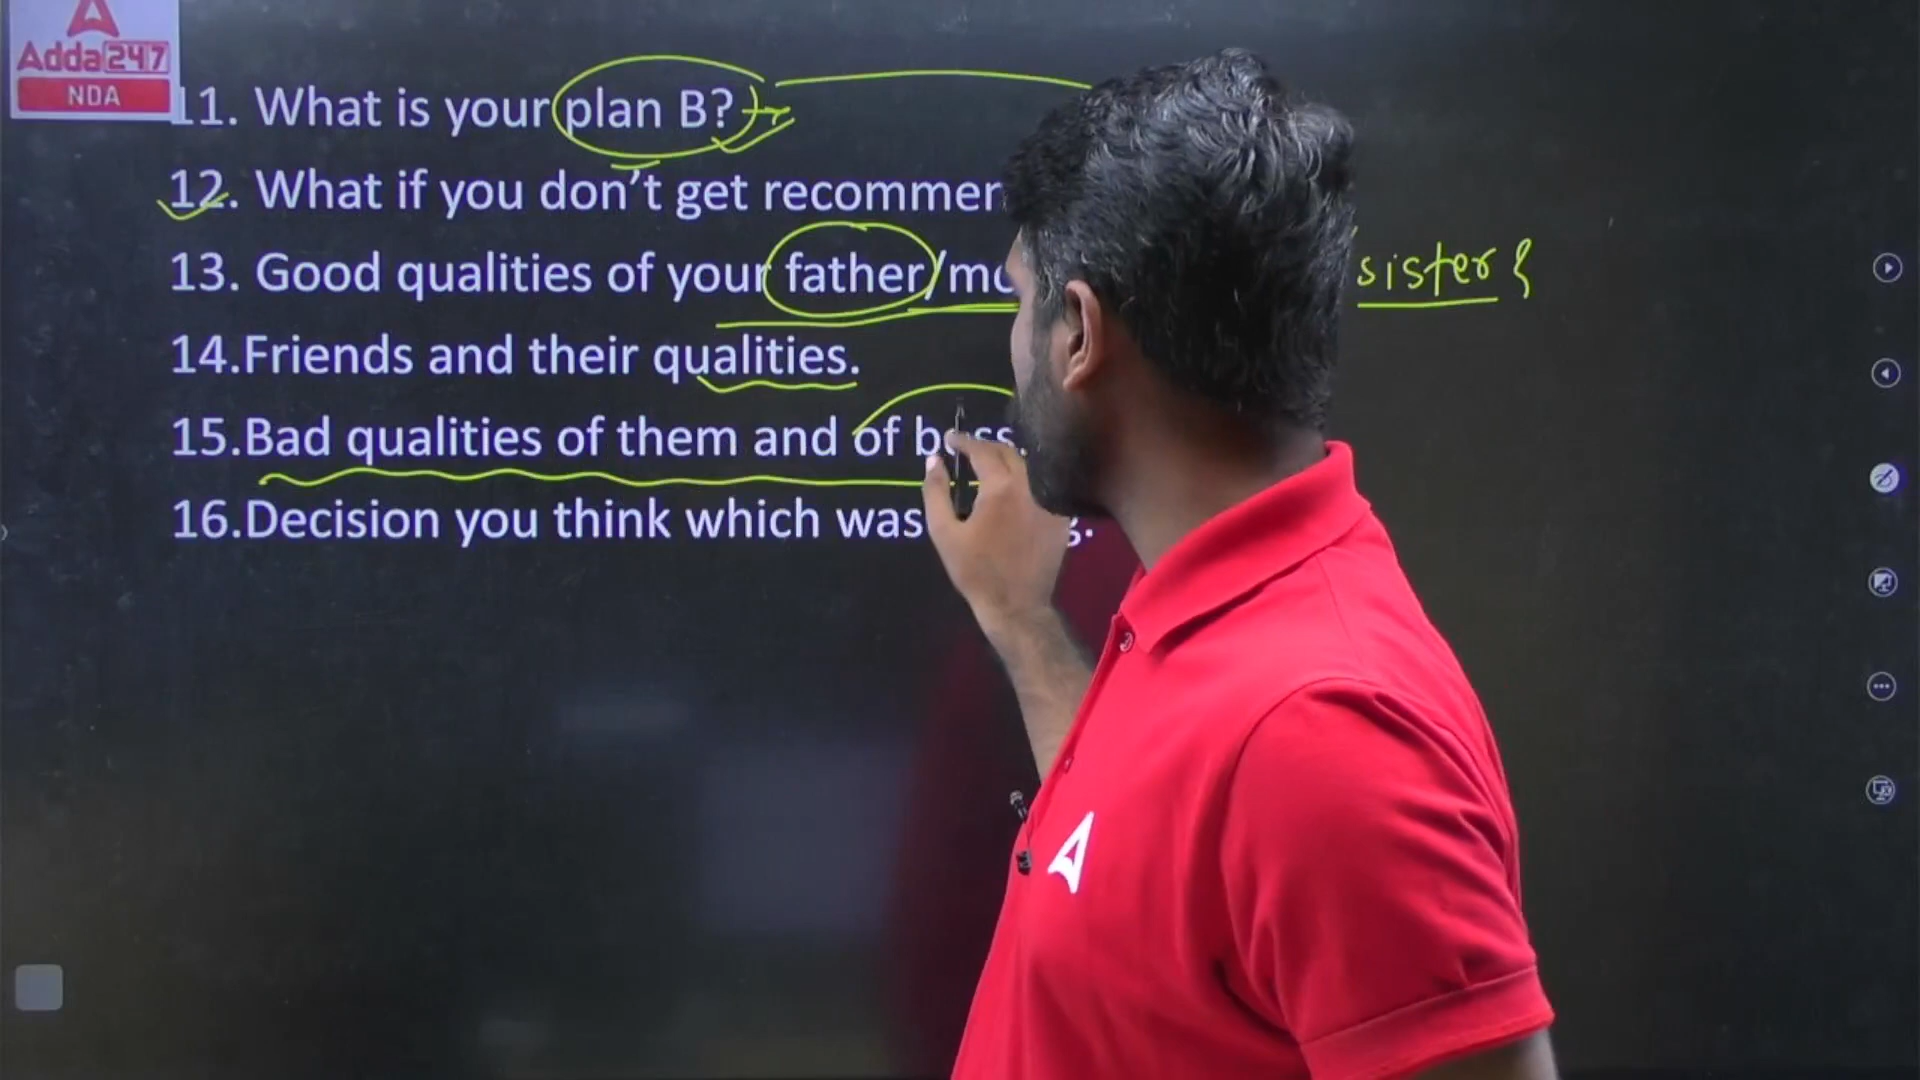 Adda247
NDA
11. What is your plan B?
12. What if you don't get
13. Good qualities of your father/ sister
14.Friends and their qualities.
15.Bad qualities of them and of boss.
16.Decision you think which was